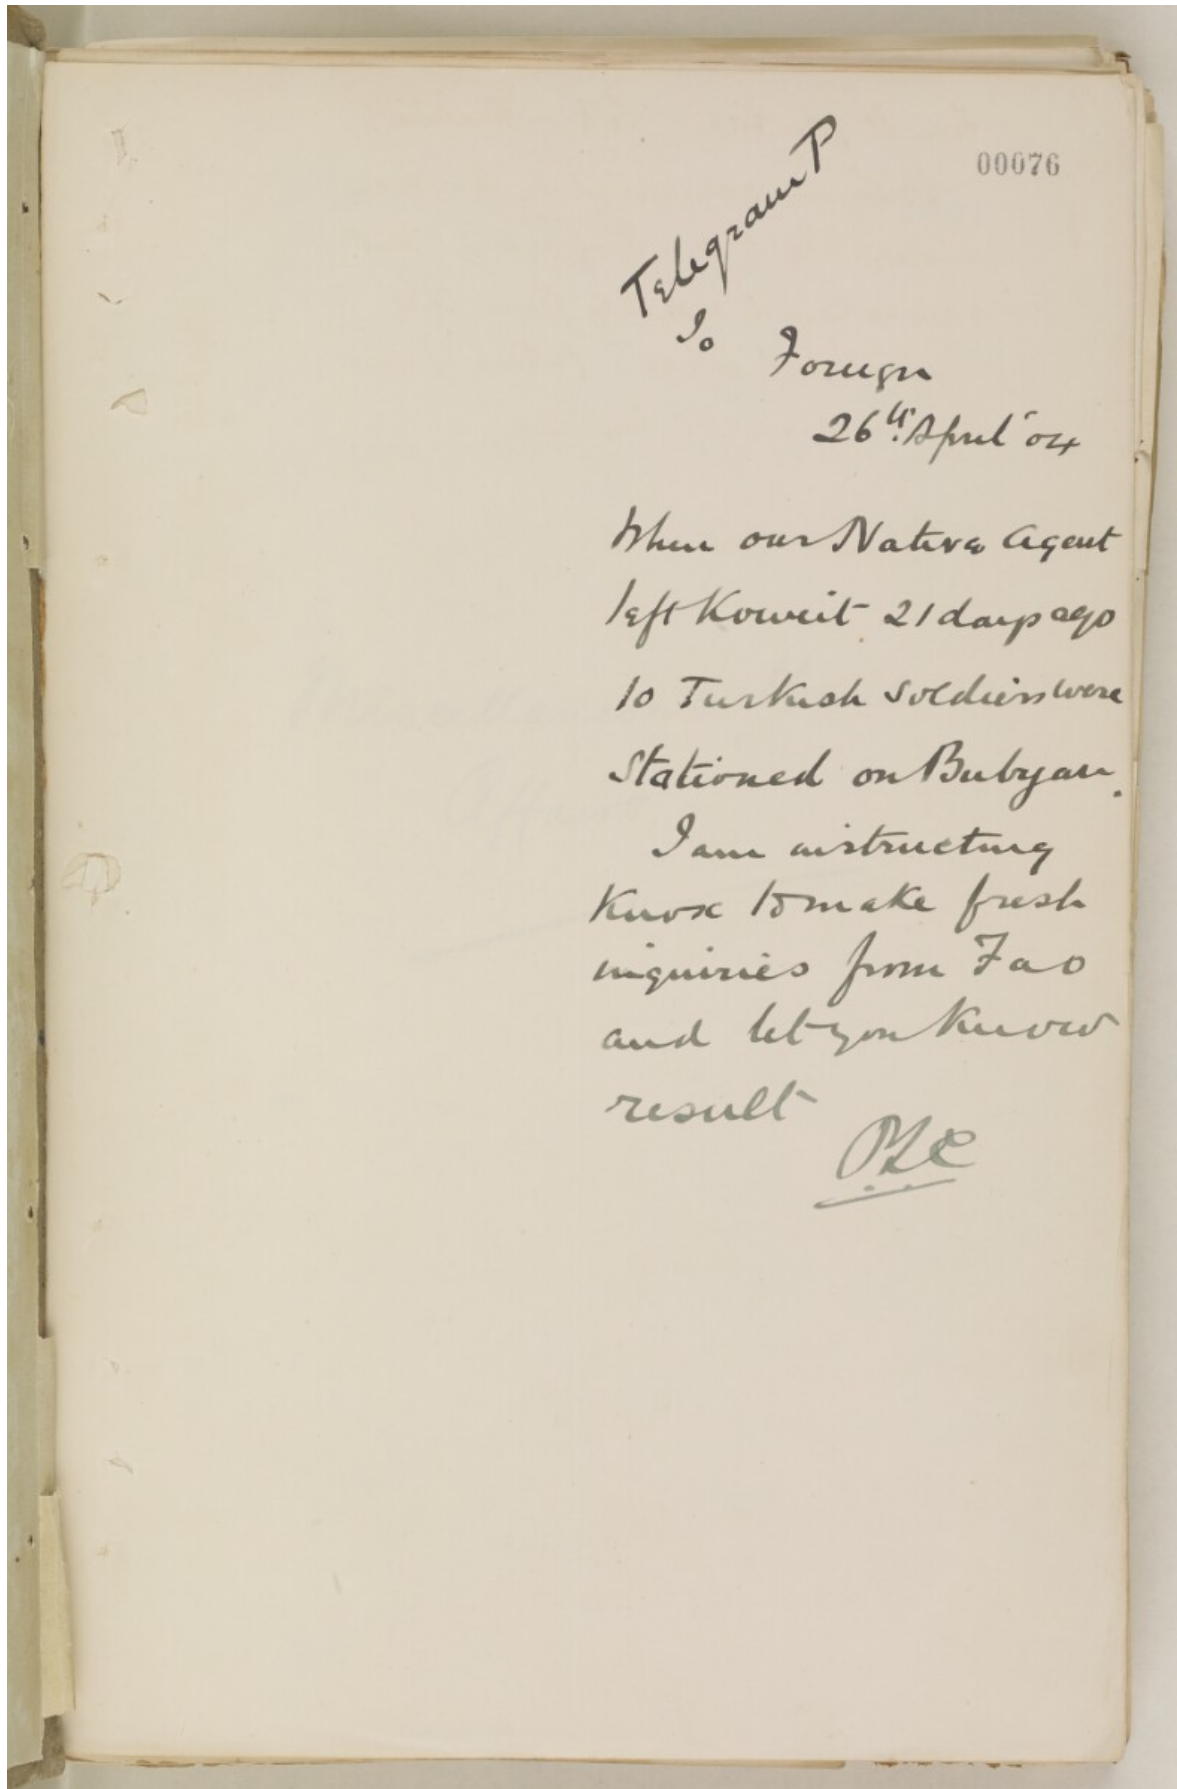 00076
Telegram P
To Foreign
26th April '04
When our Native Agent
left Koweit 21 days ago
10 Turkish Soldiers were
stationed on Bubyan.
I am instructing
Knox to make fresh
inquiries from Fao
and let you know
result
PZC